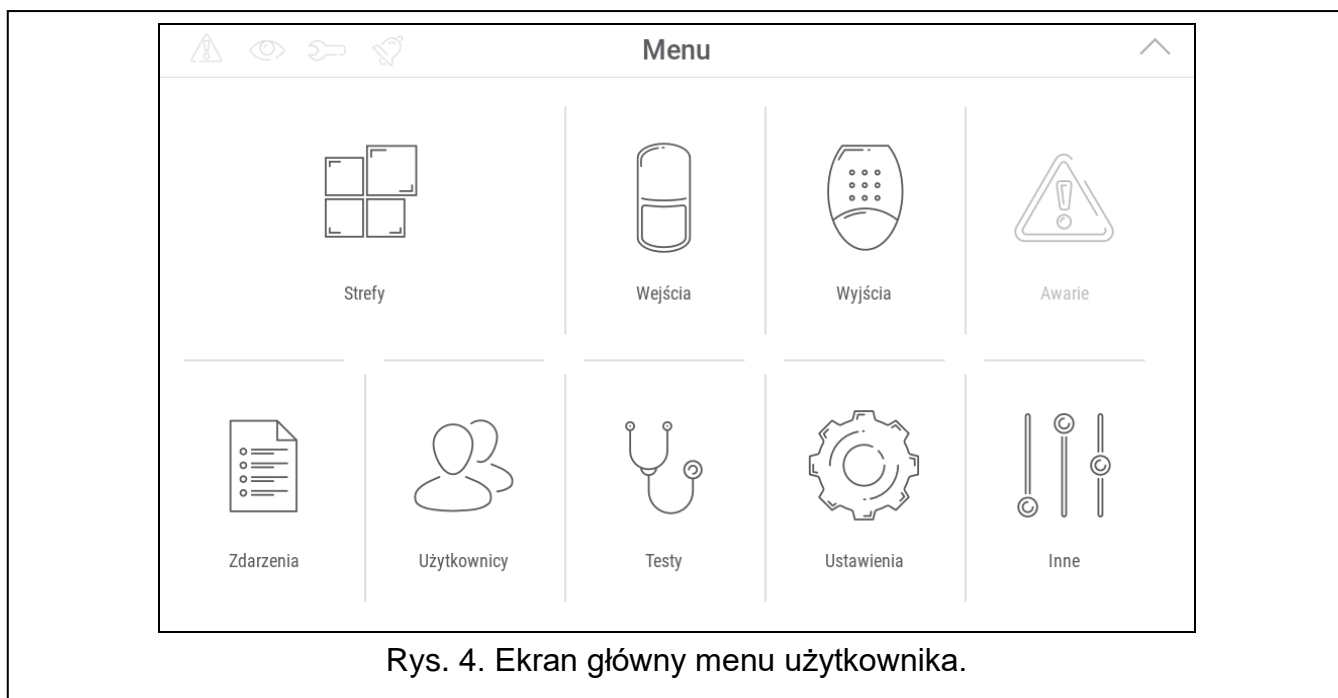 Menu
Strefy
Wejścia
Wyjścia
Awarie
Zdarzenia
Użytkownicy
Testy
Ustawienia
Inne
Rys. 4. Ekran główny menu użytkownika.